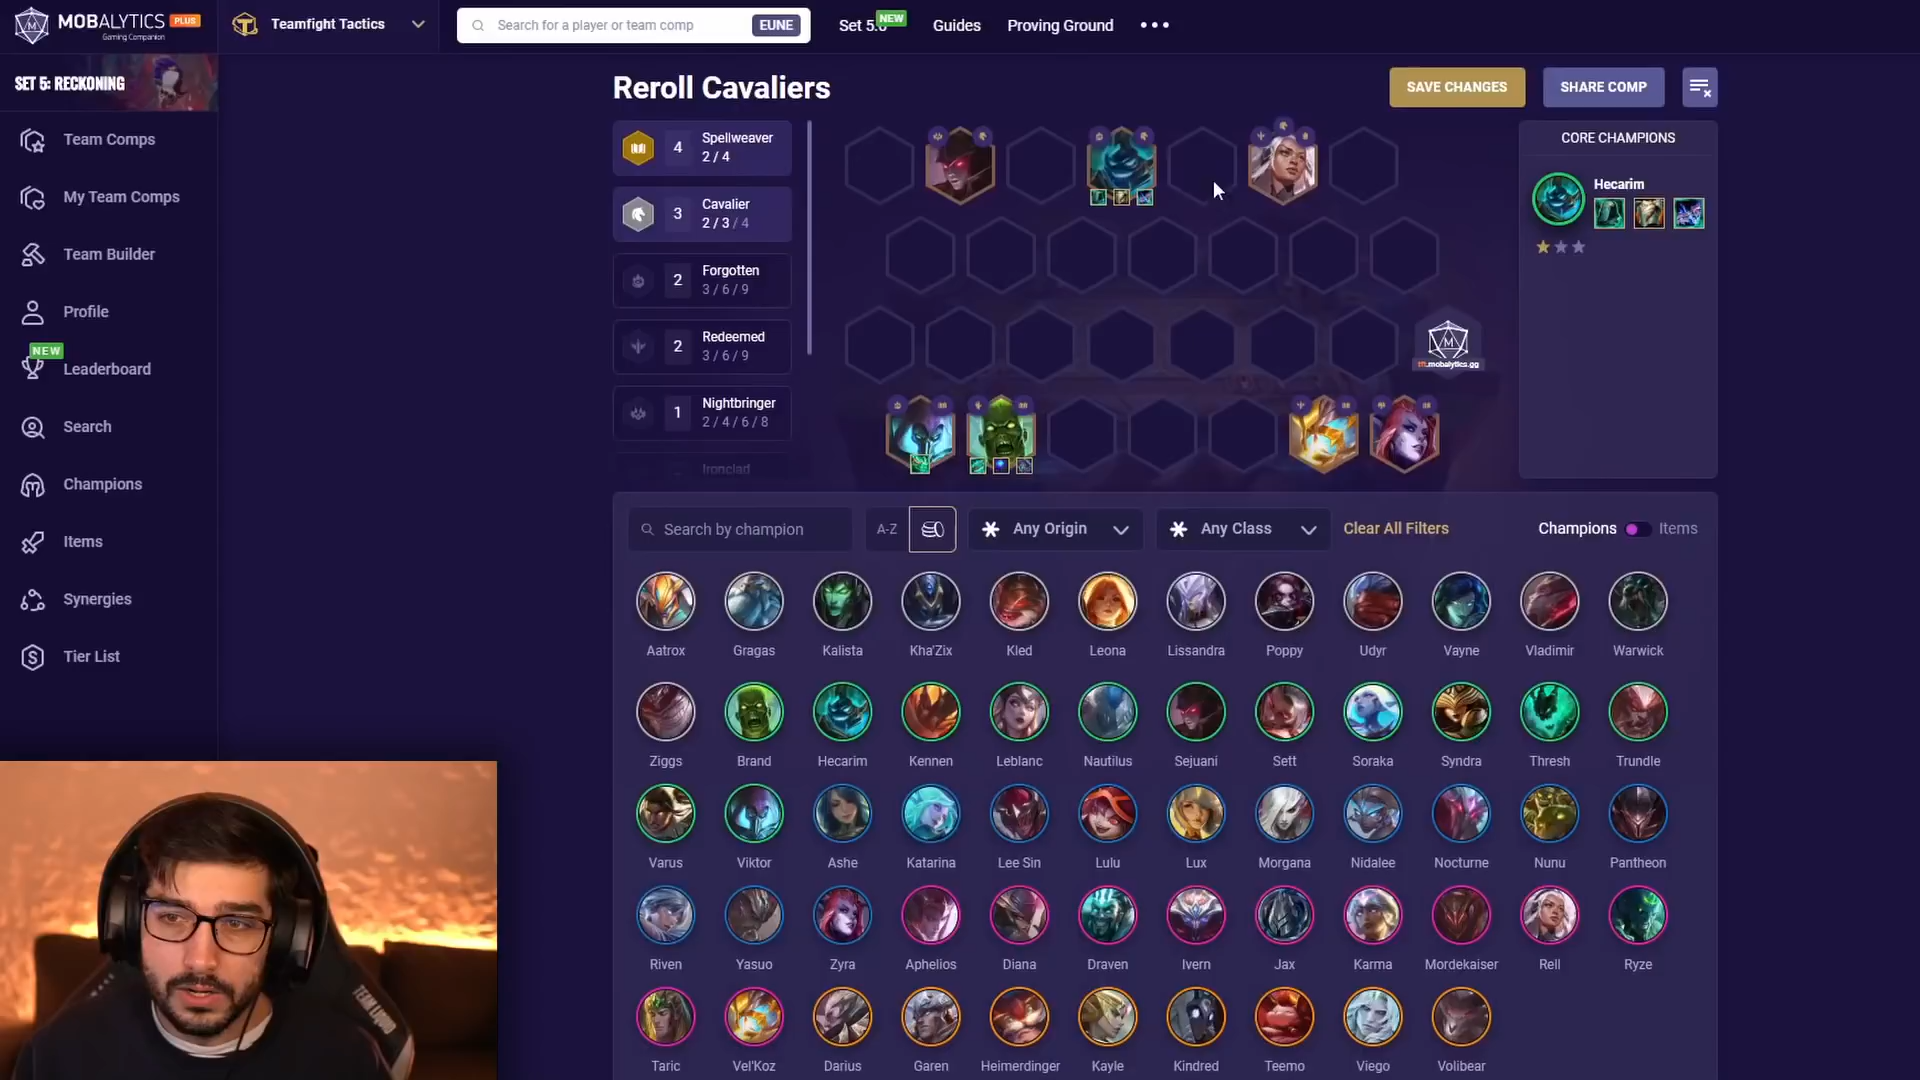 MOBALYTICS PLUS
Gaming Companion
Teamfight Tactics
Search for a player or team comp
EUNE
Set 5.
NEW
Guides
Proving Ground
SET 5: RECKONING
Team Comps
My Team Comps
Team Builder
Profile
NEW
Leaderboard
Search
Champions
Items
Synergies
Tier List
Reroll Cavaliers
SAVE CHANGES
SHARE COMP
4
Spellweaver
2 / 4
3
Cavalier
2 / 3 / 4
2
Forgotten
3 / 6 / 9
2
Redeemed
3 / 6 / 9
1
Nightbringer
2 / 4 / 6 / 8
Ironclad
M
tft.mobalytics.gg
CORE CHAMPIONS
Hecarim
Search by champion
A-Z
Any Origin
Any Class
Clear All Filters
Champions
Items
Aatrox
Gragas
Kalista
Kha'Zix
Kled
Leona
Lissandra
Poppy
Udyr
Vayne
Vladimir
Warwick
Ziggs
Brand
Hecarim
Kennen
Leblanc
Nautilus
Sejuani
Sett
Soraka
Syndra
Thresh
Trundle
Varus
Viktor
Ashe
Katarina
Lee Sin
Lulu
Lux
Morgana
Nidalee
Nocturne
Nunu
Pantheon
Riven
Yasuo
Zyra
Aphelios
Diana
Draven
Ivern
Jax
Karma
Mordekaiser
Rell
Ryze
Taric
Vel'Koz
Darius
Garen
Heimerdinger
Kayle
Kindred
Teemo
Viego
Volibear